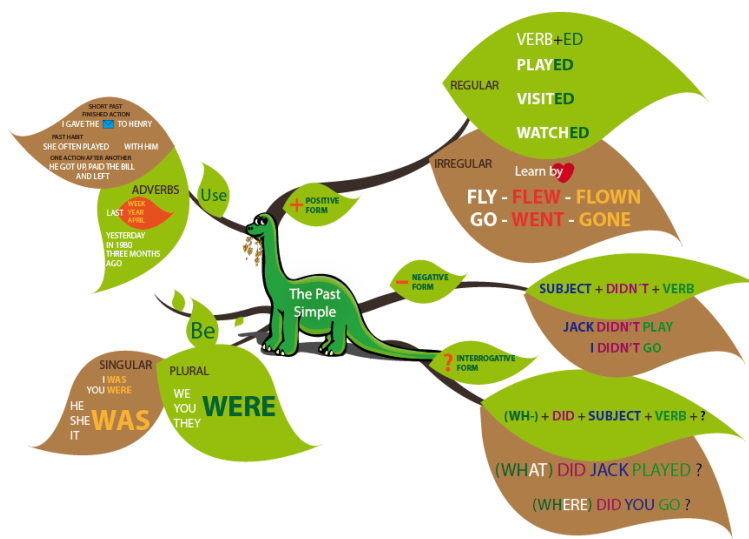 The Past
Simple
Use
SHORT PAST
FINISHED ACTION
I GAVE THE TO HENRY
PAST HABIT
SHE OFTEN PLAYED WITH HIM
ONE ACTION AFTER ANOTHER
HE GOT UP, PAID THE BILL
AND LEFT
ADVERBS
LAST
WEEK
YEAR
APRIL
YESTERDAY
IN 1980
THREE MONTHS
AGO
+ POSITIVE
FORM
REGULAR
VERB+ED
PLAYED
VISITED
WATCHED
IRREGULAR
Learn by
FLY - FLEW - FLOWN
GO - WENT - GONE
- NEGATIVE
FORM
SUBJECT + DIDN'T + VERB
JACK DIDN'T PLAY
I DIDN'T GO
? INTERROGATIVE
FORM
(WH-) + DID + SUBJECT + VERB + ?
(WHAT) DID JACK PLAYED ?
(WHERE) DID YOU GO ?
Be
SINGULAR
I WAS
YOU WERE
HE
SHE
IT
WAS
PLURAL
WE
YOU
THEY
WERE